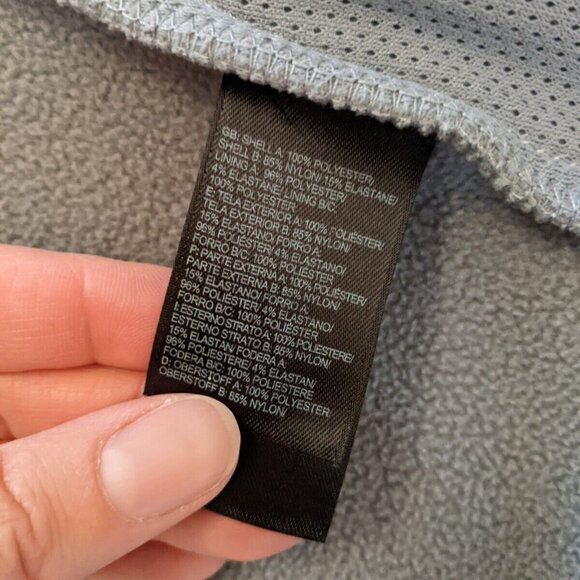 GB: SHELL A: 100% POLYESTER/
SHELL B: 85% NYLON/ 15% ELASTANE/
LINING A: 96% POLYESTER/
4% ELASTANE/ LINING B/C:
100% POLYESTER
E: TELA EXTERIOR A: 100% POLIÉSTER/
TELA EXTERIOR B: 85% NYLON/
15% ELASTANO/ FORRO A:
96% POLIÉSTER/ 4% ELASTANO/
FORRO B/C: 100% POLIÉSTER
P: PARTE EXTERNA A: 100% POLIÉSTER/
PARTE EXTERNA B: 85% NYLON/
15% ELASTANO/ FORRO A:
96% POLIÉSTER/ 4% ELASTANO/
FORRO B/C: 100% POLIÉSTER
I: ESTERNO STRATO A: 100% POLIESTERE/
ESTERNO STRATO B: 85% NYLON/
15% ELASTAN/ FODERA A:
96% POLIESTERE/ 4% ELASTAN/
FODERA B/C: 100% POLIESTERE
D: OBERSTOFF A: 100% POLYESTER
OBERSTOFF B: 85% NYLON/